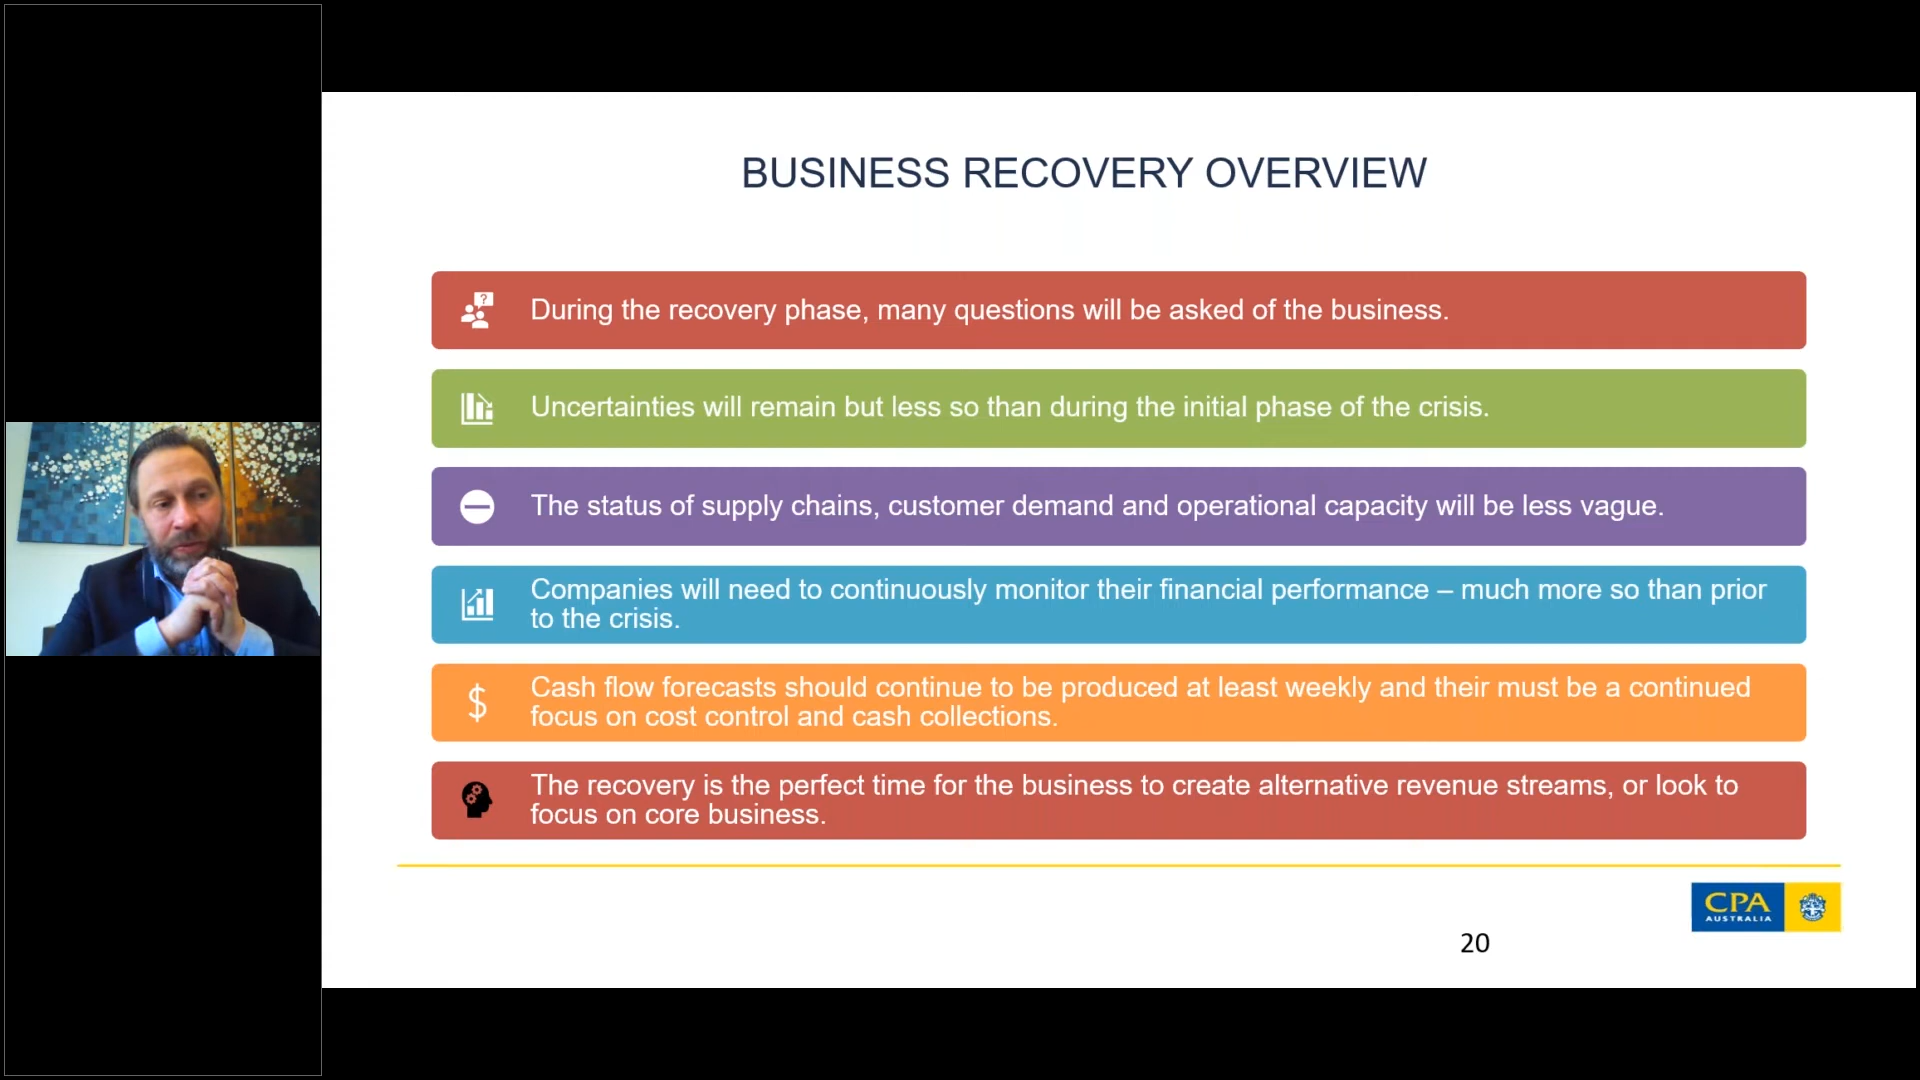 BUSINESS RECOVERY OVERVIEW
?
During the recovery phase, many questions will be asked of the business.
Uncertainties will remain but less so than during the initial phase of the crisis.
The status of supply chains, customer demand and operational capacity will be less vague.
Companies will need to continuously monitor their financial performance – much more so than prior
to the crisis.
$
Cash flow forecasts should continue to be produced at least weekly and their must be a continued
focus on cost control and cash collections.
The recovery is the perfect time for the business to create alternative revenue streams, or look to
focus on core business.
CPA
AUSTRALIA
20